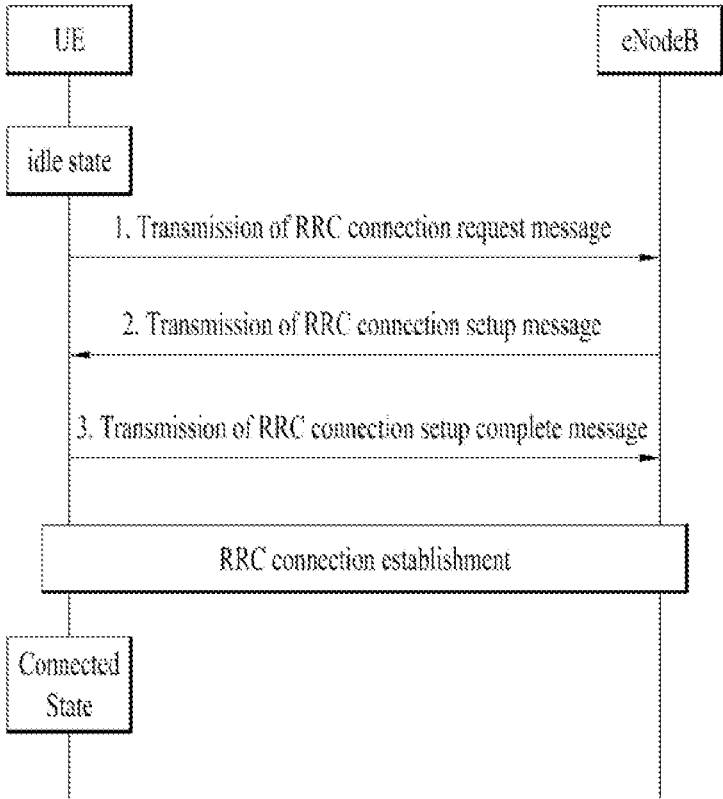 UE
eNodeB
idle state
1. Transmission of RRC connection request message
2. Transmission of RRC connection setup message
3. Transmission of RRC connection setup complete message
RRC connection establishment
Connected
State